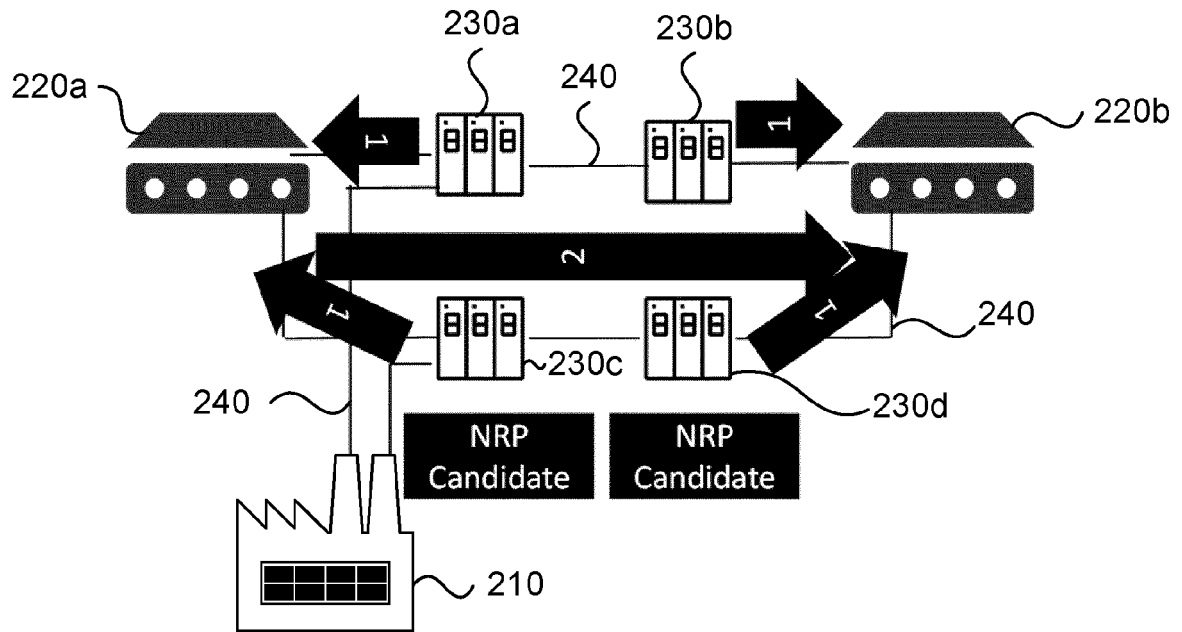 230a
230b
240
220a
220b
1
1
2
1
1
240
230c
230d
240
NRP
Candidate
NRP
Candidate
210